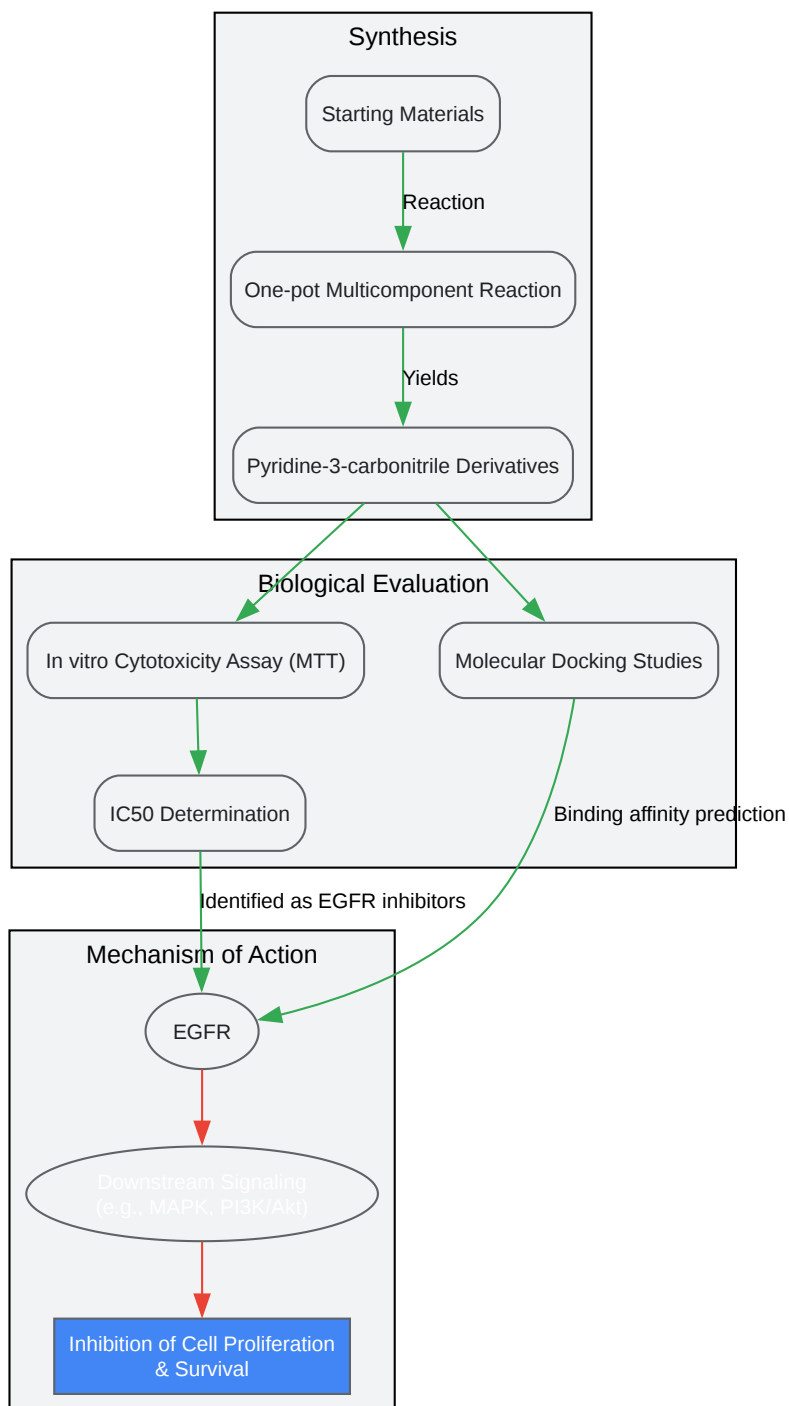 Synthesis
Starting Materials
Reaction
One-pot Multicomponent Reaction
Yields
Pyridine-3-carbonitrile Derivatives
Biological Evaluation
In vitro Cytotoxicity Assay (MTT)
Molecular Docking Studies
IC50 Determination
Binding affinity prediction
Identified as EGFR inhibitors
Mechanism of Action
EGFR
Downstream Signaling
(e.g., MAPK, PI3K/Akt)
Inhibition of Cell Proliferation
& Survival